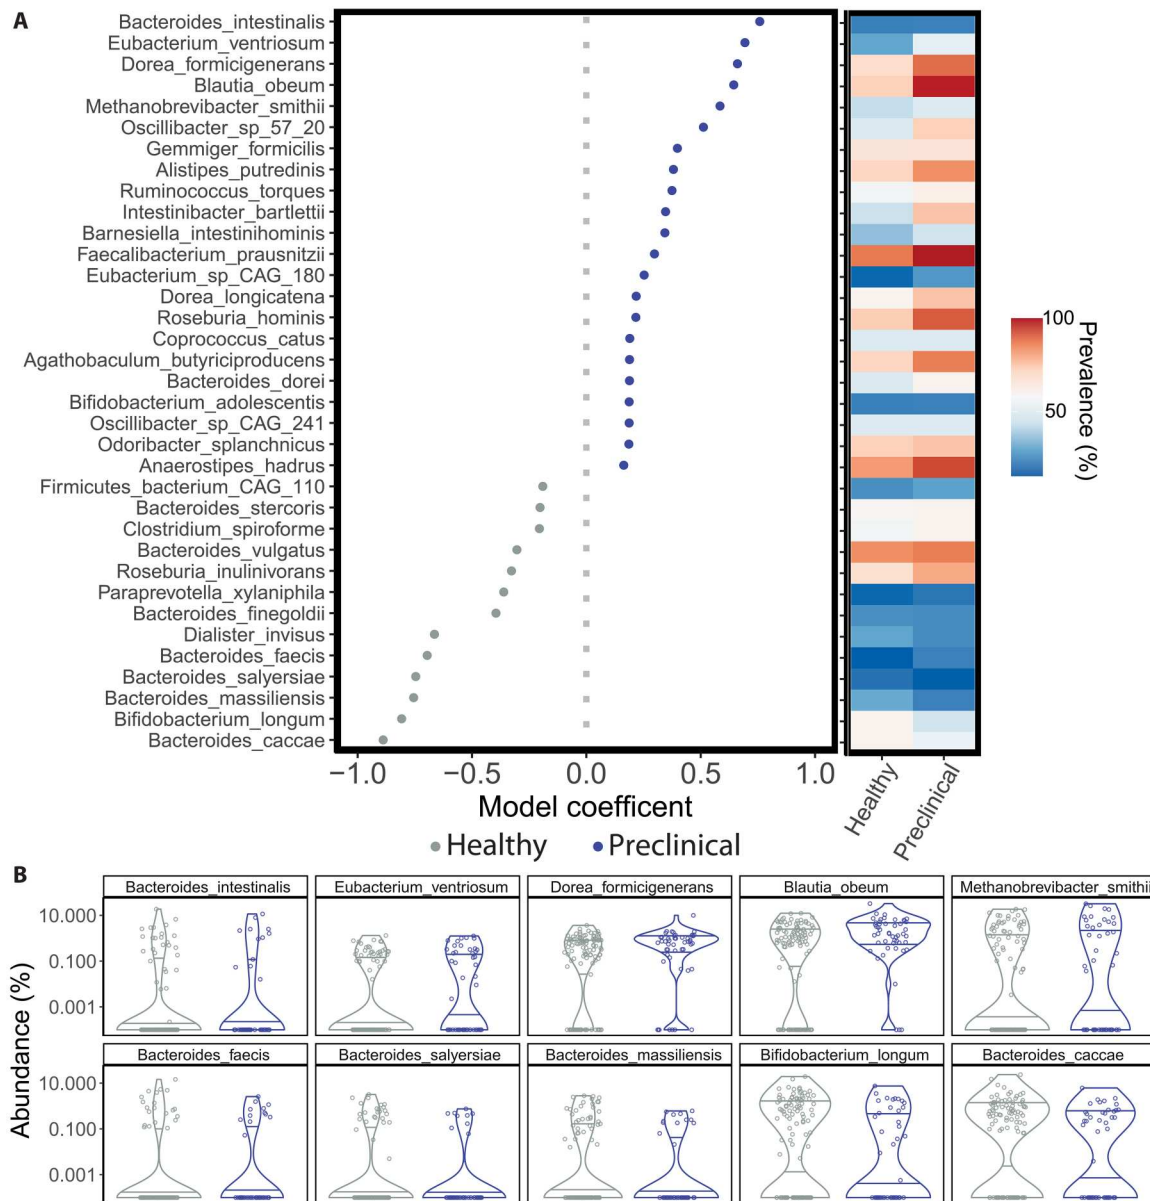 A
Bacteroides_intestinalis
Eubacterium_ventriosum
Dorea_formicigenerans
Blautia_obeum
Methanobrevibacter_smithii
Oscillibacter_sp_57_20
Gemmiger_formicilis
Alistipes_putredinis
Ruminococcus_torques
Intestinibacter_bartlettii
Barnesiella_intestinihominis
Faecalibacterium_prausnitzii
Eubacterium_sp_CAG_180
Dorea_longicatena
Roseburia_hominis
Coprococcus_catus
Agathobaculum_butyriciproducens
Bacteroides_dorei
Bifidobacterium_adolescentis
Oscillibacter_sp_CAG_241
Odoribacter_splanchnicus
Anaerostipes_hadrus
Firmicutes_bacterium_CAG_110
Bacteroides_stercoris
Clostridium_spiroforme
Bacteroides_vulgatus
Roseburia_inulinivorans
Paraprevotella_xylaniphila
Bacteroides_finegoldii
Dialister_invisus
Bacteroides_faecis
Bacteroides_salyersiae
Bacteroides_massiliensis
Bifidobacterium_longum
Bacteroides_caccae
−1.0 −0.5 0.0 0.5 1.0
Model coefficent
Healthy Preclinical
Healthy
Preclinical
100
50
Prevalence (%)
B
Bacteroides_intestinalis Eubacterium_ventriosum Dorea_formicigenerans Blautia_obeum Methanobrevibacter_smithii
10.000
0.100
0.001
Abundance (%)
Bacteroides_faecis Bacteroides_salyersiae Bacteroides_massiliensis Bifidobacterium_longum Bacteroides_caccae
10.000
0.100
0.001